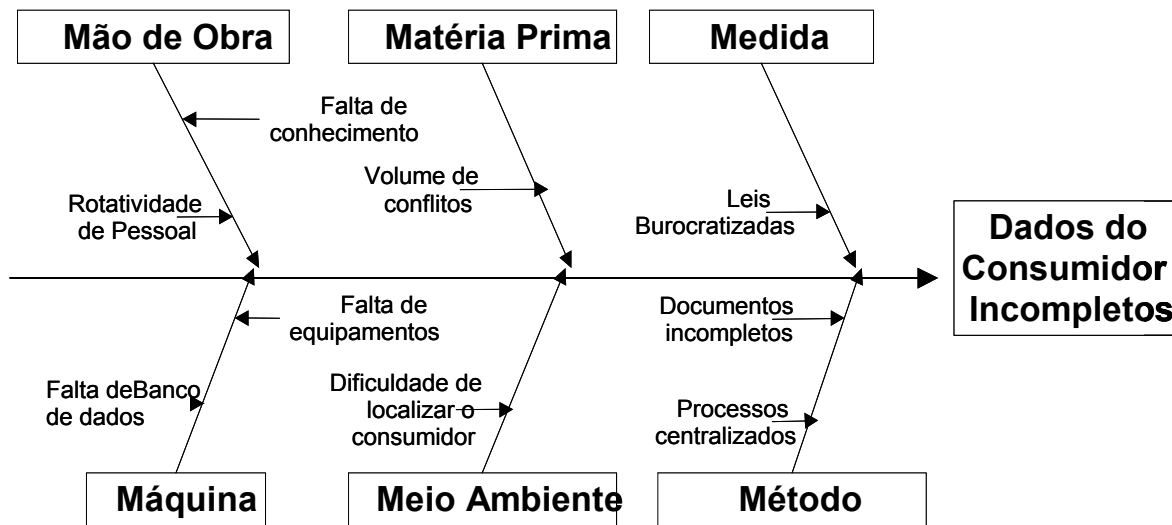 Mão de Obra
Matéria Prima
Medida
Falta de
conhecimento
Volume de
conflitos
Rotatividade
de Pessoal
Leis
Burocratizadas
Dados do
Consumidor
Incompletos
Falta de
equipamentos
Documentos
incompletos
Falta deBanco
de dados
Dificuldade de
localizar o
consumidor
Processos
centralizados
Máquina
Meio Ambiente
Método